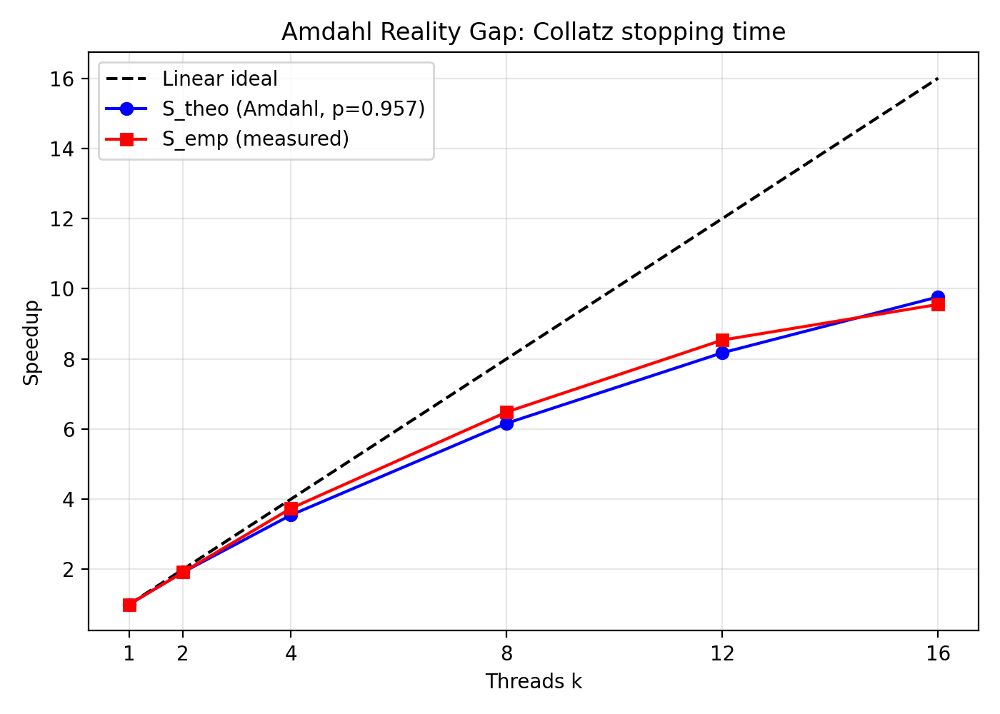 Amdahl Reality Gap: Collatz stopping time
Linear ideal
S_theo (Amdahl, p=0.957)
S_emp (measured)
16
14
12
10
8
6
4
2
Speedup
1 2 4 8 12 16
Threads k